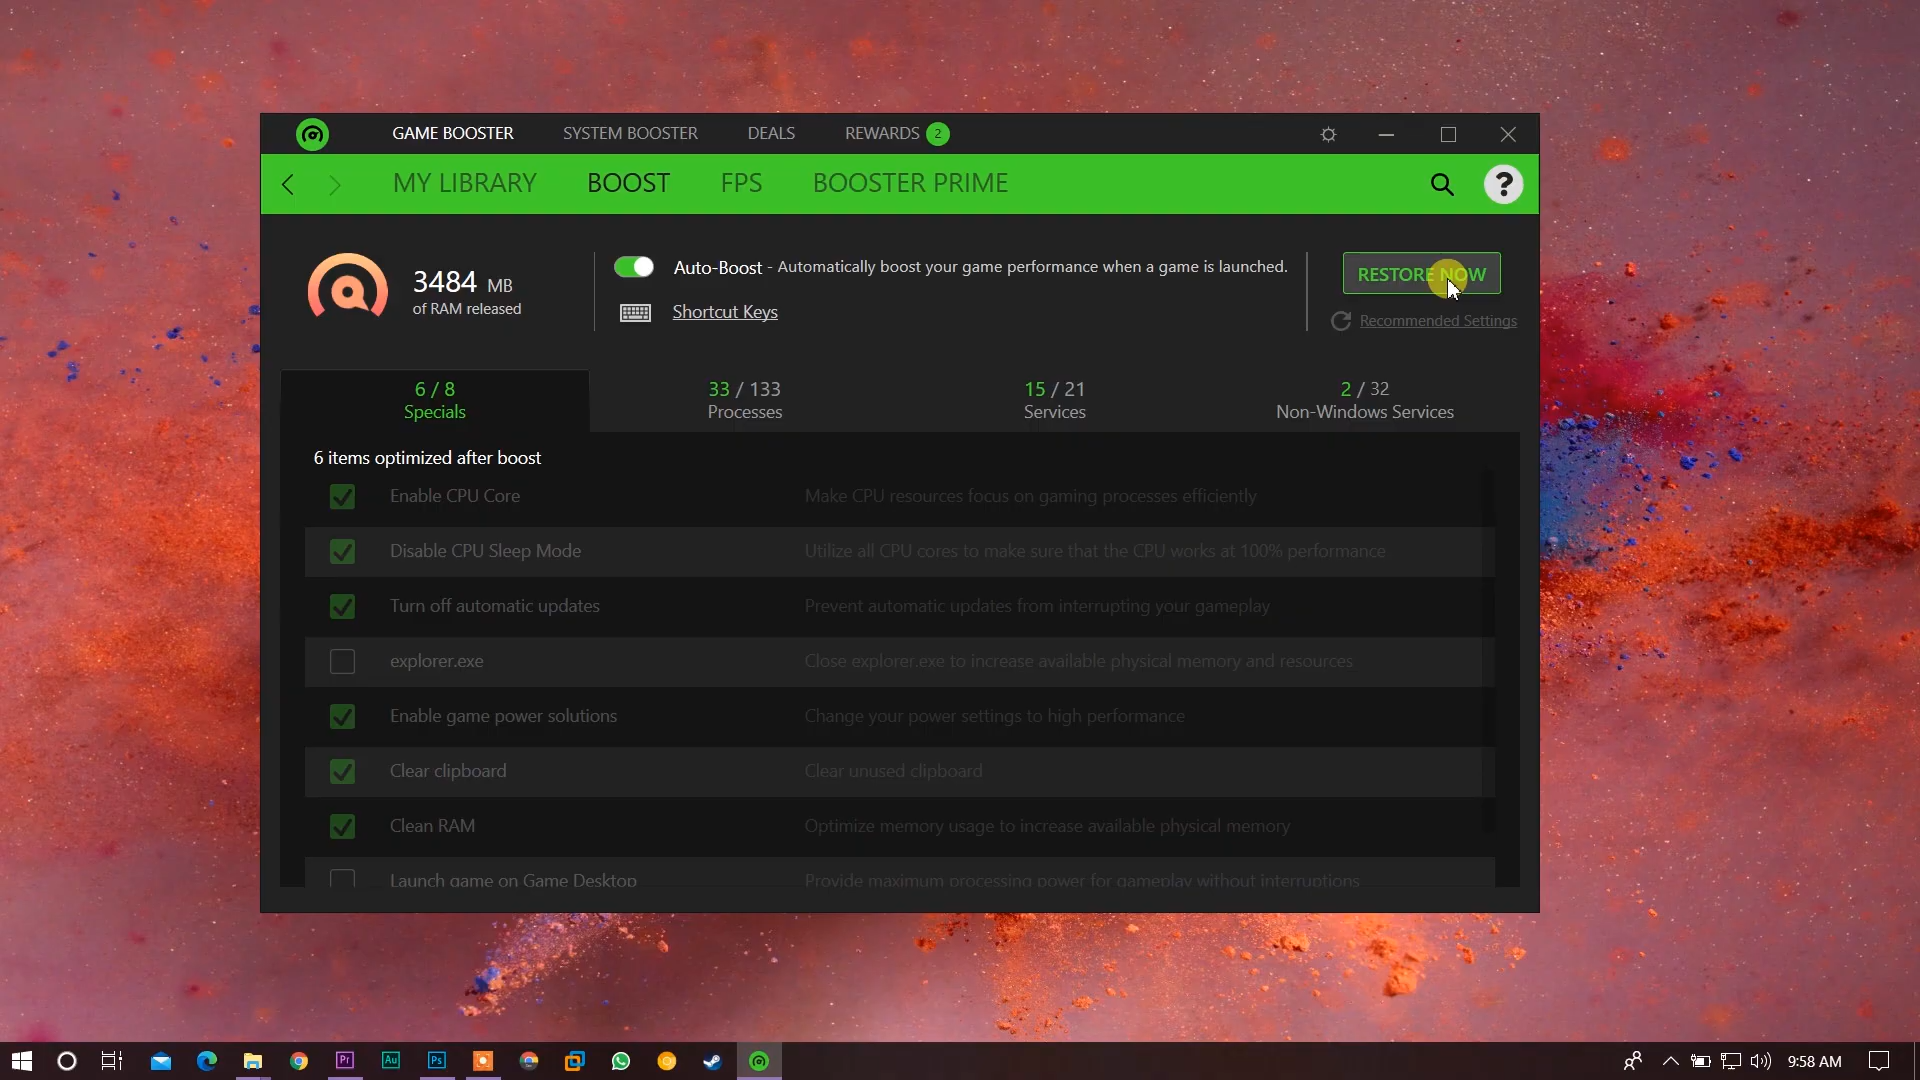 GAME BOOSTER SYSTEM BOOSTER DEALS REWARDS 2
MY LIBRARY BOOST FPS BOOSTER PRIME ?
3484 MB
of RAM released
Auto-Boost - Automatically boost your game performance when a game is launched.
Shortcut Keys
RESTORE NOW
Recommended Settings
6 / 8
Specials
33 / 133
Processes
15 / 21
Services
2 / 32
Non-Windows Services
6 items optimized after boost
Enable CPU Core Make CPU resources focus on gaming processes efficiently
Disable CPU Sleep Mode Utilize all CPU cores to make sure that the CPU works at 100% performance
Turn off automatic updates Prevent automatic updates from interrupting your gameplay
explorer.exe Close explorer.exe to increase available physical memory and resources
Enable game power solutions Change your power settings to high performance
Clear clipboard Clear unused clipboard
Clean RAM Optimize memory usage to increase available physical memory
Launch game on Game Desktop Provide maximum processing power for gameplay without interruptions
Pr Au Ps 9:58 AM